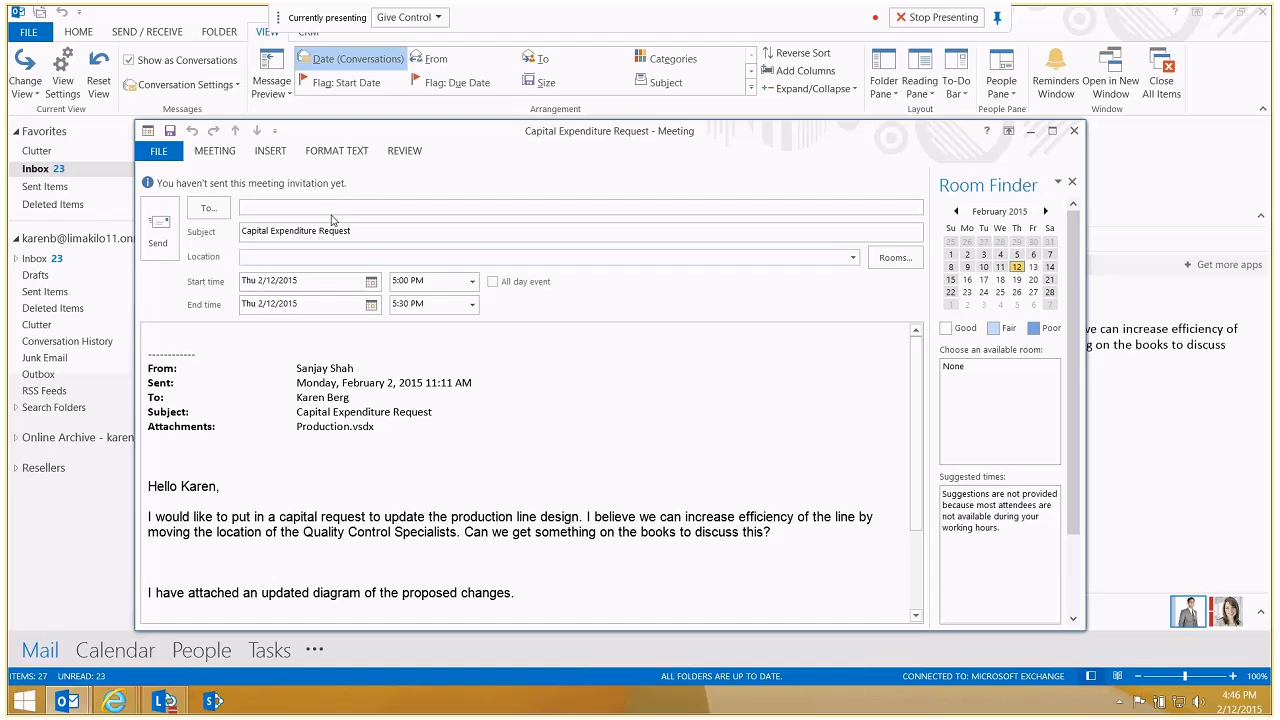 Currently presenting
Give Control
Stop Presenting
FILE
HOME
SEND / RECEIVE
FOLDER
VIEW
CRM
Change View
View Settings
Reset View
Current View
Show as Conversations
Conversation Settings
Messages
Message Preview
Date (Conversations)
From
To
Categories
Flag: Start Date
Flag: Due Date
Size
Subject
Arrangement
Reverse Sort
Add Columns
Expand/Collapse
Folder Pane
Reading Pane
To-Do Bar
Layout
People Pane
People Pane
Reminders Window
Open in New Window
Close All Items
Window
Favorites
Clutter
Inbox 23
Sent Items
Deleted Items
karenb@limakilo11.on
Inbox 23
Drafts
Sent Items
Deleted Items
Clutter
Conversation History
Junk Email
Outbox
RSS Feeds
Search Folders
Online Archive - karen
Resellers
Capital Expenditure Request - Meeting
FILE
MEETING
INSERT
FORMAT TEXT
REVIEW
You haven't sent this meeting invitation yet.
Send
To...
Subject
Capital Expenditure Request
Location
Rooms...
Start time
Thu 2/12/2015
5:00 PM
All day event
End time
Thu 2/12/2015
5:30 PM
------------
From: Sanjay Shah
Sent: Monday, February 2, 2015 11:11 AM
To: Karen Berg
Subject: Capital Expenditure Request
Attachments: Production.vsdx
Hello Karen,
I would like to put in a capital request to update the production line design. I believe we can increase efficiency of the line by
moving the location of the Quality Control Specialists. Can we get something on the books to discuss this?
I have attached an updated diagram of the proposed changes.
Room Finder
February 2015
Su Mo Tu We Th Fr Sa
25 26 27 28 29 30 31
1 2 3 4 5 6 7
8 9 10 11 12 13 14
15 16 17 18 19 20 21
22 23 24 25 26 27 28
1 2 3 4 5 6 7
Good
Fair
Poor
Choose an available room:
None
Suggested times:
Suggestions are not provided
because most attendees are
not available during your
working hours.
Get more apps
ve can increase efficiency of
g on the books to discuss
Mail
Calendar
People
Tasks
ITEMS: 27
UNREAD: 23
ALL FOLDERS ARE UP TO DATE.
CONNECTED TO: MICROSOFT EXCHANGE
100%
4:46 PM
2/12/2015